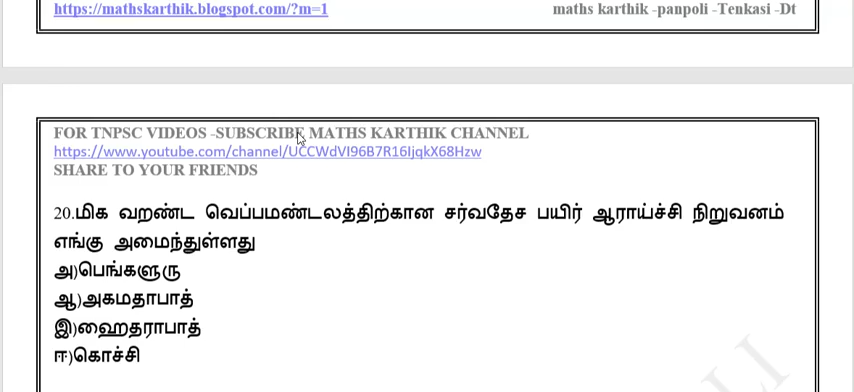 https://mathskarthik.blogspot.com/?m=1 maths karthik -panpoli -Tenkasi -Dt
FOR TNPSC VIDEOS -SUBSCRIBE MATHS KARTHIK CHANNEL
https://www.youtube.com/channel/UCCWdVI96B7R16IjqkX68Hzw
SHARE TO YOUR FRIENDS
20.மிக வறண்ட வெப்பமண்டலத்திற்கான சர்வதேச பயிர் ஆராய்ச்சி நிறுவனம்
எங்கு அமைந்துள்ளது
அ)பெங்களுரு
ஆ)அகமதாபாத்
இ)ஹைதராபாத்
ஈ)கொச்சி
LI